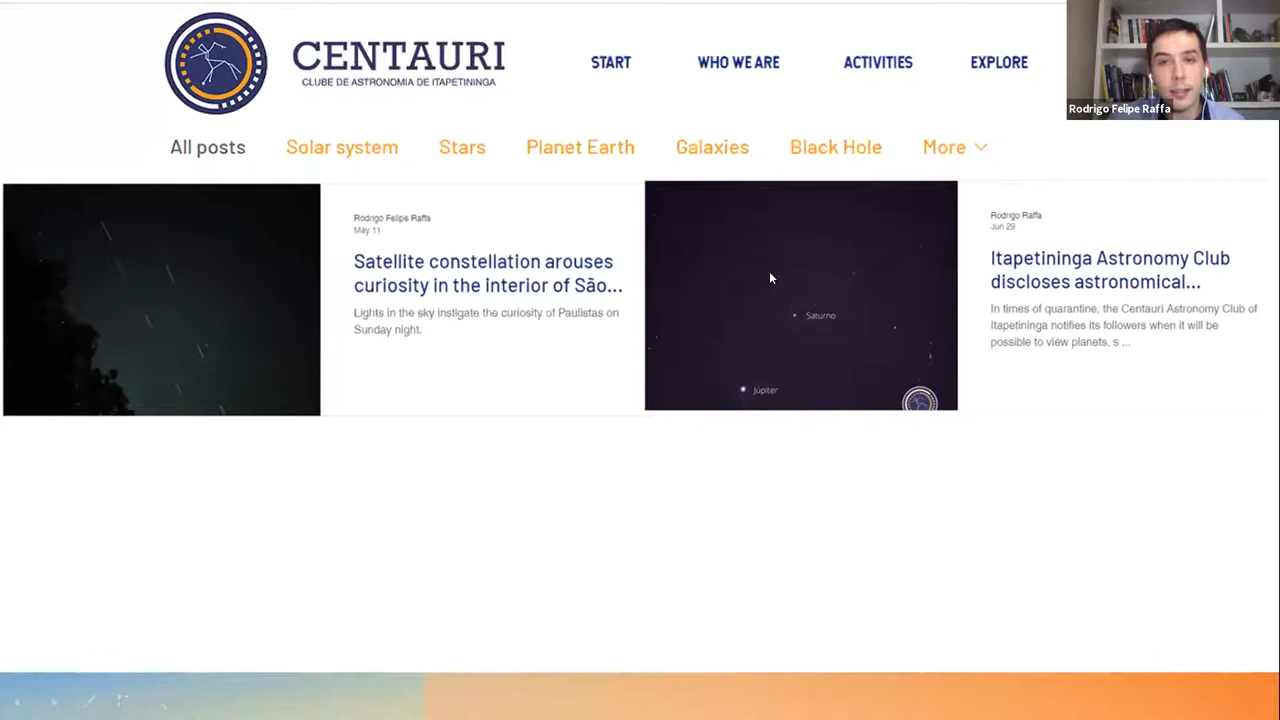 CENTAURI
CLUBE DE ASTRONOMIA DE ITAPETININGA
START
WHO WE ARE
ACTIVITIES
EXPLORE
Rodrigo Felipe Raffa
All posts
Solar system
Stars
Planet Earth
Galaxies
Black Hole
More
Rodrigo Felipe Raffa
May 11
Satellite constellation arouses
curiosity in the interior of São...
Lights in the sky instigate the curiosity of Paulistas on
Sunday night.
Saturno
Júpiter
Rodrigo Raffa
Jun 29
Itapetininga Astronomy Club
discloses astronomical...
In times of quarantine, the Centauri Astronomy Club of
Itapetininga notifies its followers when it will be
possible to view planets, s ...